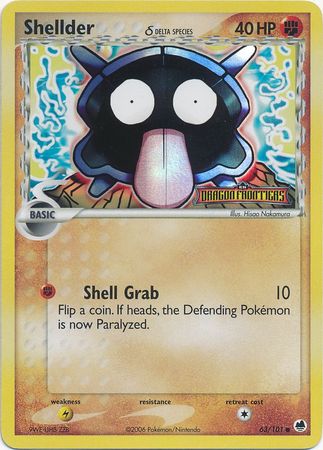 Shellder
δ DELTA SPECIES
40 HP
DRAGON FRONTIERS
Illus. Hisao Nakamura
BASIC
Shell Grab 10
Flip a coin. If heads, the Defending Pokémon
is now Paralyzed.
weakness resistance retreat cost
©2006 Pokémon/Nintendo 63/101 ●